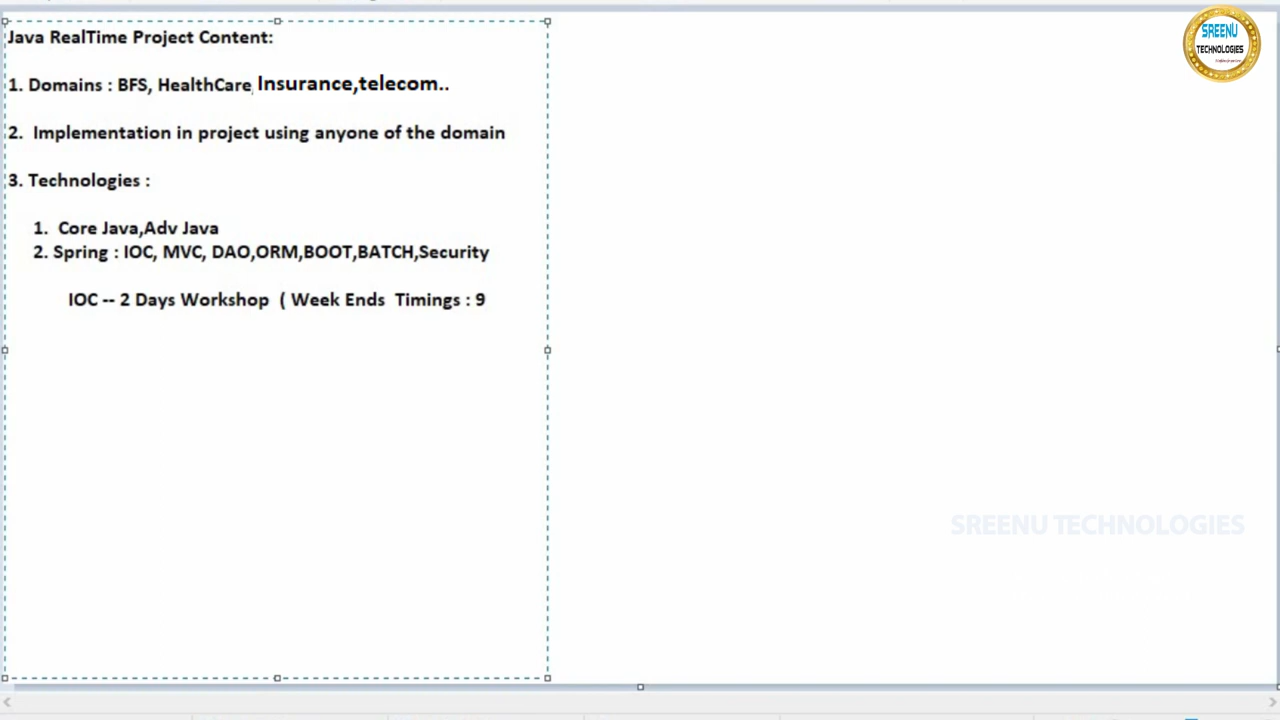 Java RealTime Project Content:
1. Domains : BFS, HealthCare, Insurance,telecom..
2. Implementation in project using anyone of the domain
3. Technologies :
1. Core Java,Adv Java
2. Spring : IOC, MVC, DAO,ORM,BOOT,BATCH,Security
IOC -- 2 Days Workshop ( Week Ends Timings : 9
SREENU
TECHNOLOGIES
SREENU TECHNOLOGIES